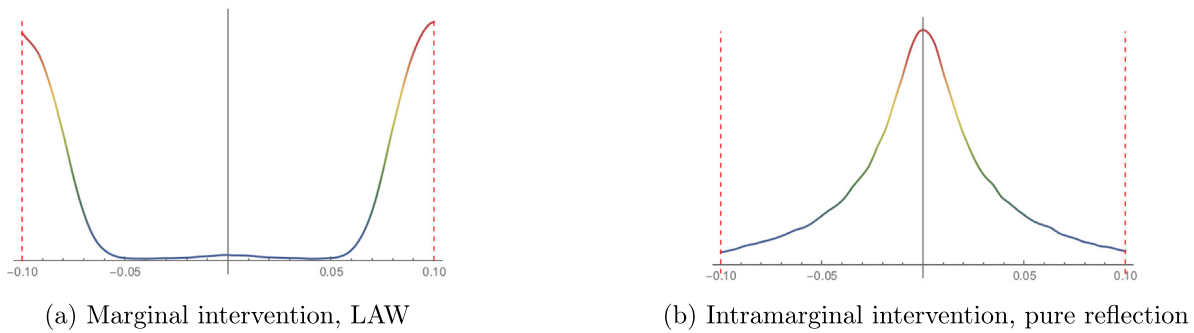 -0.10 -0.05 0.05 0.10
-0.10 -0.05 0.05 0.10
(a) Marginal intervention, LAW
(b) Intramarginal intervention, pure reflection